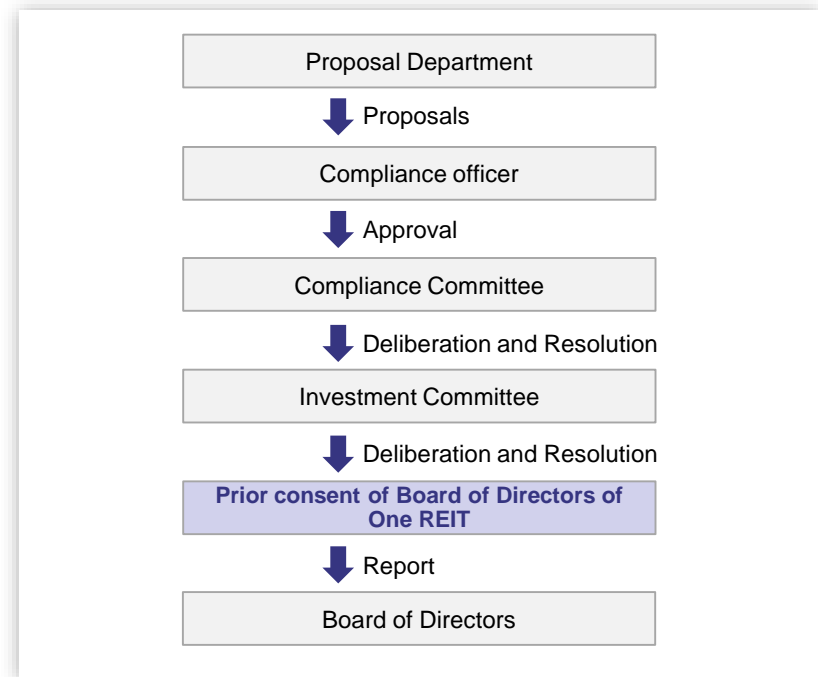 Proposal Department
Proposals
Compliance officer
Approval
Compliance Committee
Deliberation and Resolution
Investment Committee
Deliberation and Resolution
Prior consent of Board of Directors of
One REIT
Report
Board of Directors